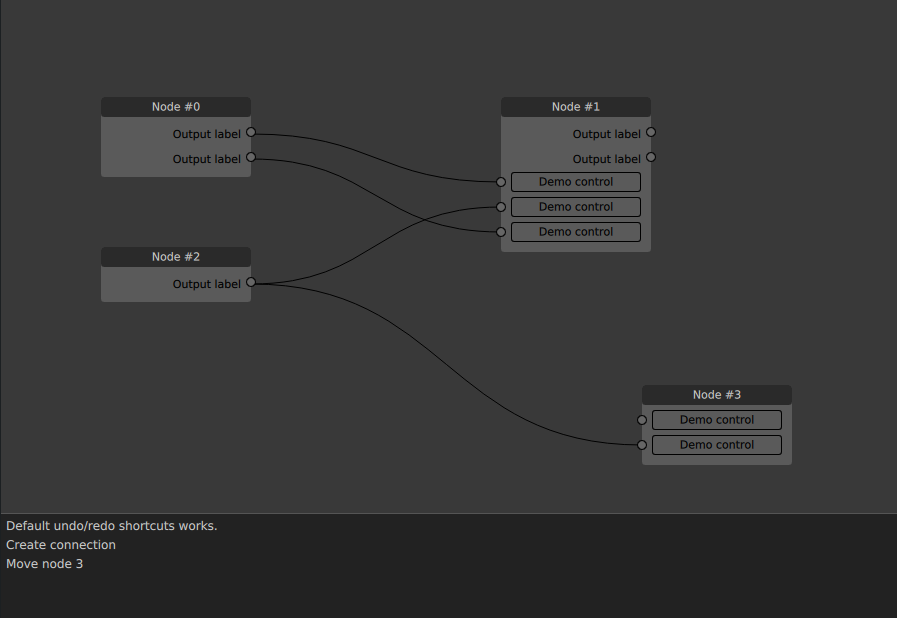 Node #0
Output label
Output label
Node #1
Output label
Output label
Demo control
Demo control
Demo control
Node #2
Output label
Node #3
Demo control
Demo control
Default undo/redo shortcuts works.
Create connection
Move node 3